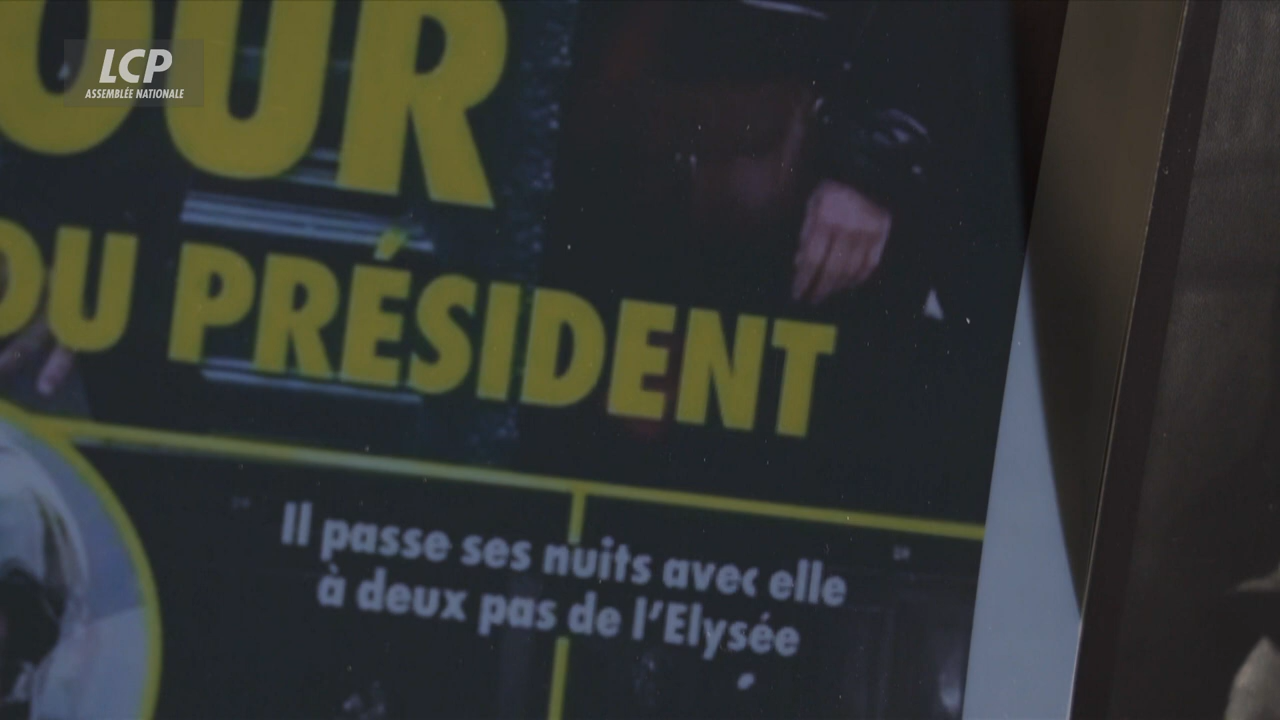 LCP
ASSEMBLÉE NATIONALE
OUR
DU PRÉSIDENT
Il passe ses nuits avec elle
à deux pas de l'Elysée